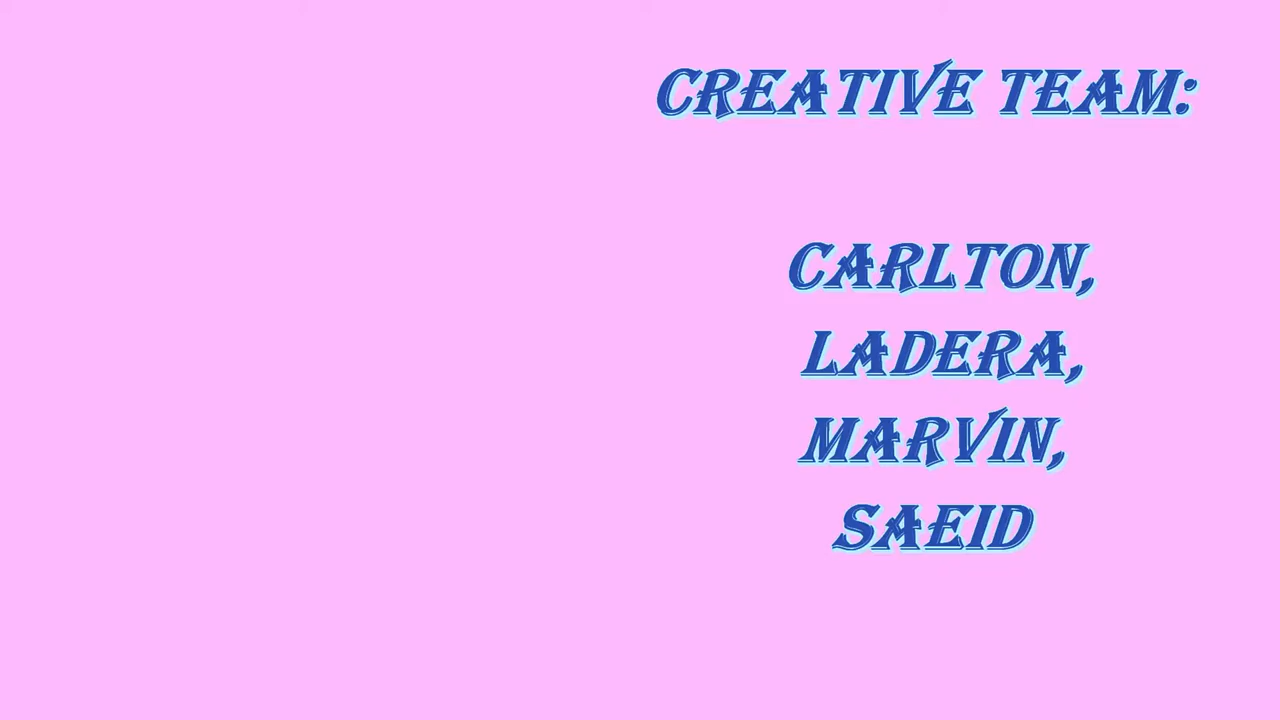 CREATIVE TEAM:
CARLTON,
LADERA,
MARVIN,
SAEID